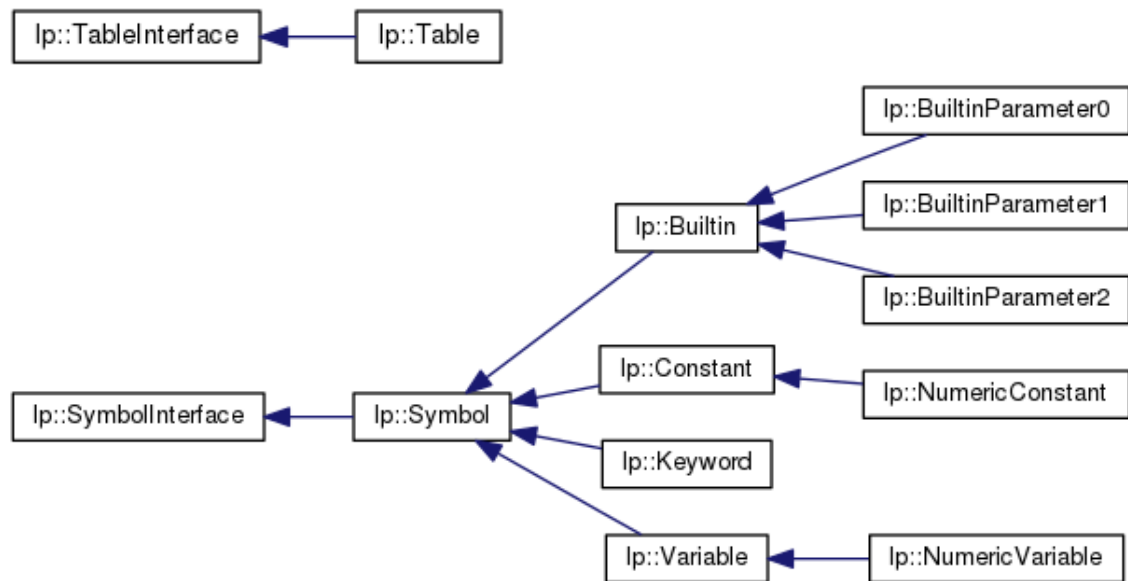 lp::TableInterface
lp::Table
lp::BuiltinParameter0
lp::BuiltinParameter1
lp::Builtin
lp::BuiltinParameter2
lp::Constant
lp::NumericConstant
lp::SymbolInterface
lp::Symbol
lp::Keyword
lp::Variable
lp::NumericVariable